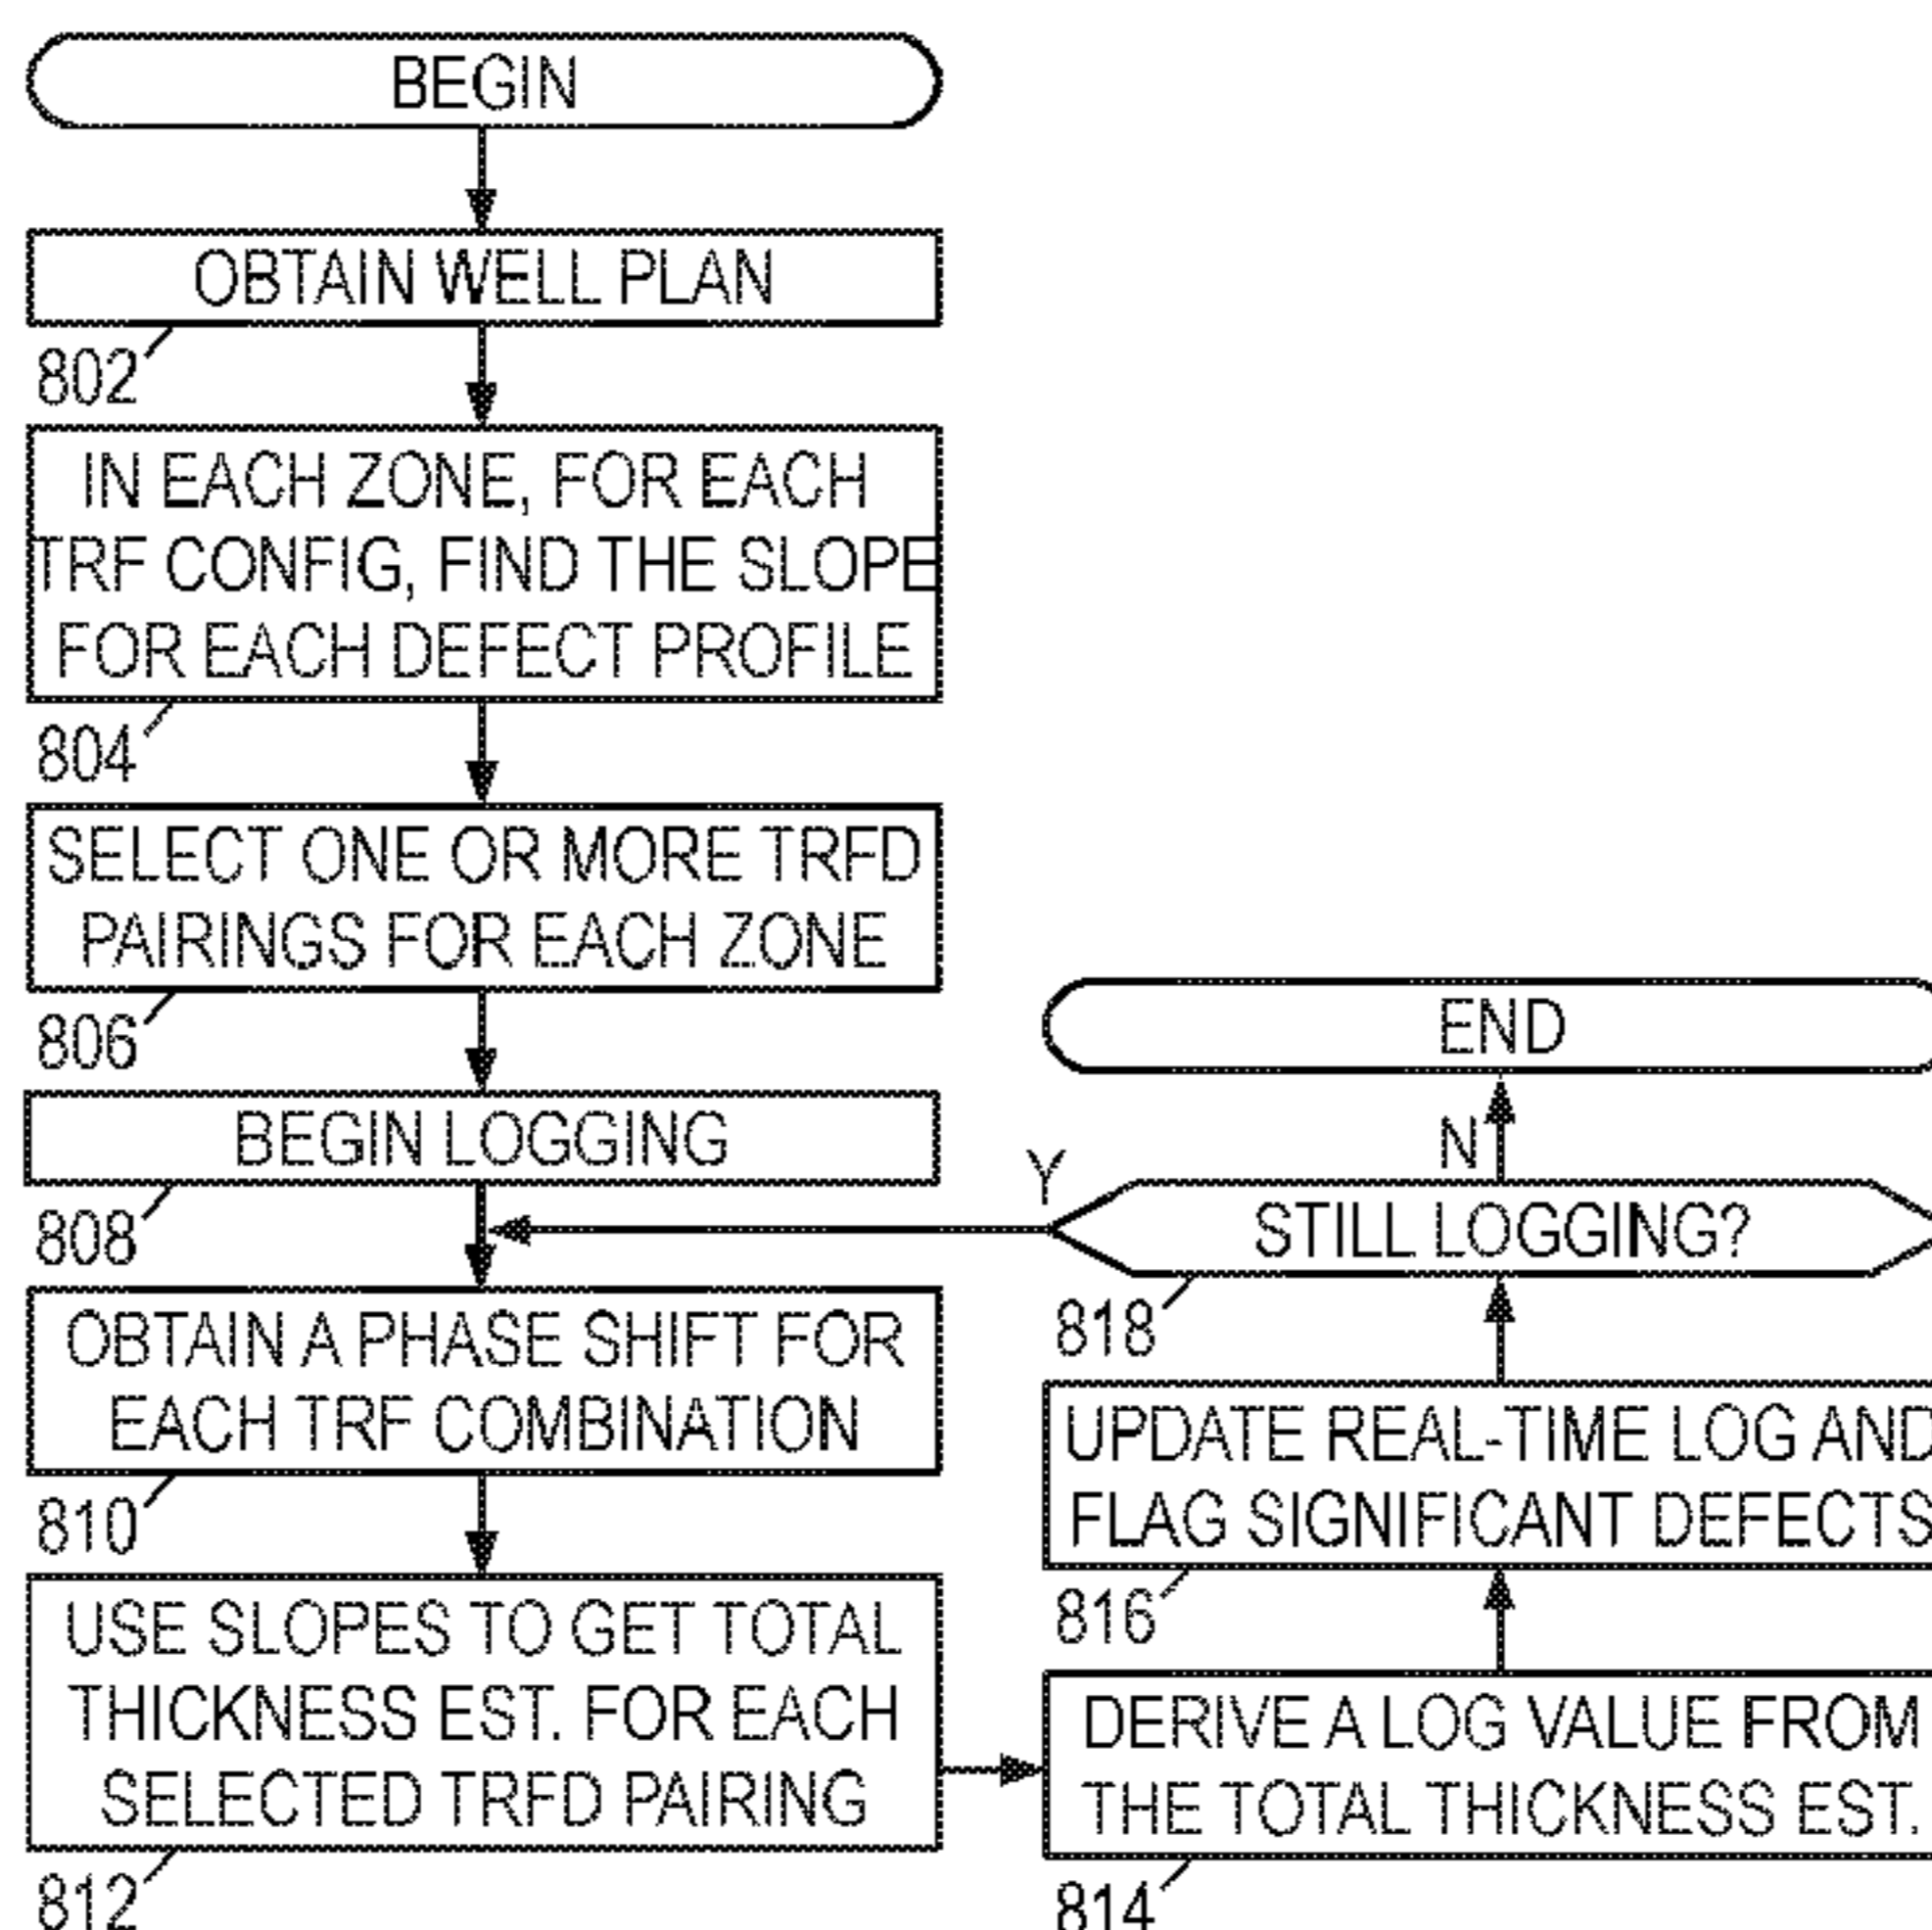 BEGIN
OBTAIN WELL PLAN
802
IN EACH ZONE, FOR EACH
TRF CONFIG, FIND THE SLOPE
FOR EACH DEFECT PROFILE
804
SELECT ONE OR MORE TRFD
PAIRINGS FOR EACH ZONE
806
BEGIN LOGGING
808
OBTAIN A PHASE SHIFT FOR
EACH TRF COMBINATION
810
USE SLOPES TO GET TOTAL
THICKNESS EST. FOR EACH
SELECTED TRFD PAIRING
812
DERIVE A LOG VALUE FROM
THE TOTAL THICKNESS EST.
814
UPDATE REAL-TIME LOG AND
FLAG SIGNIFICANT DEFECTS
816
STILL LOGGING?
818
Y
N
END